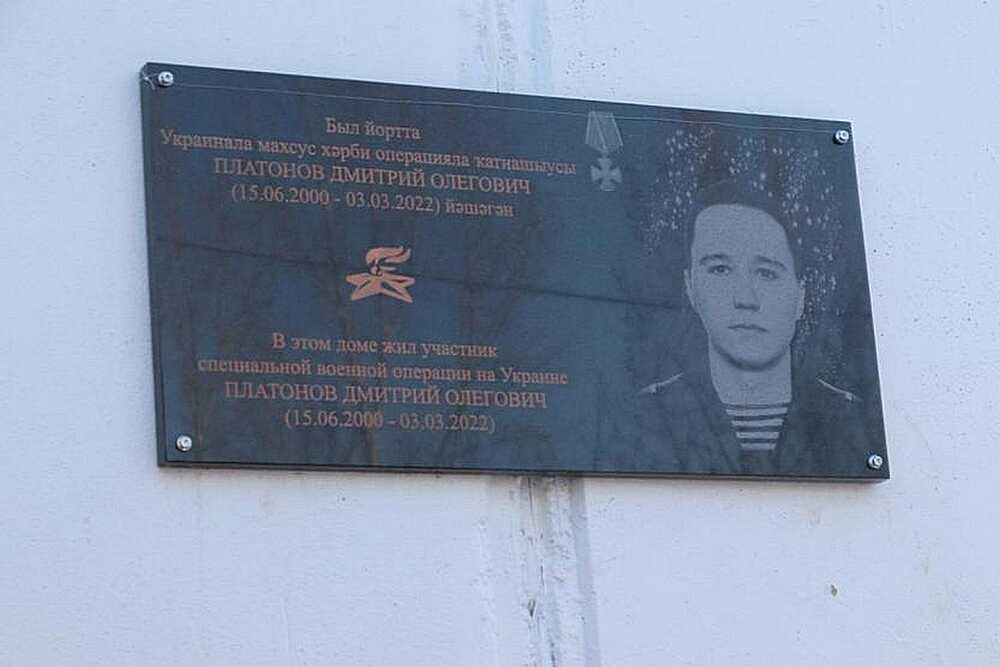 Был йортта
Украинала махсус хәрби операцияла ҡатнашыусы
ПЛАТОНОВ ДМИТРИЙ ОЛЕГОВИЧ
(15.06.2000 - 03.03.2022) йәшәгән
В этом доме жил участник
специальной военной операции на Украине
ПЛАТОНОВ ДМИТРИЙ ОЛЕГОВИЧ
(15.06.2000 - 03.03.2022)